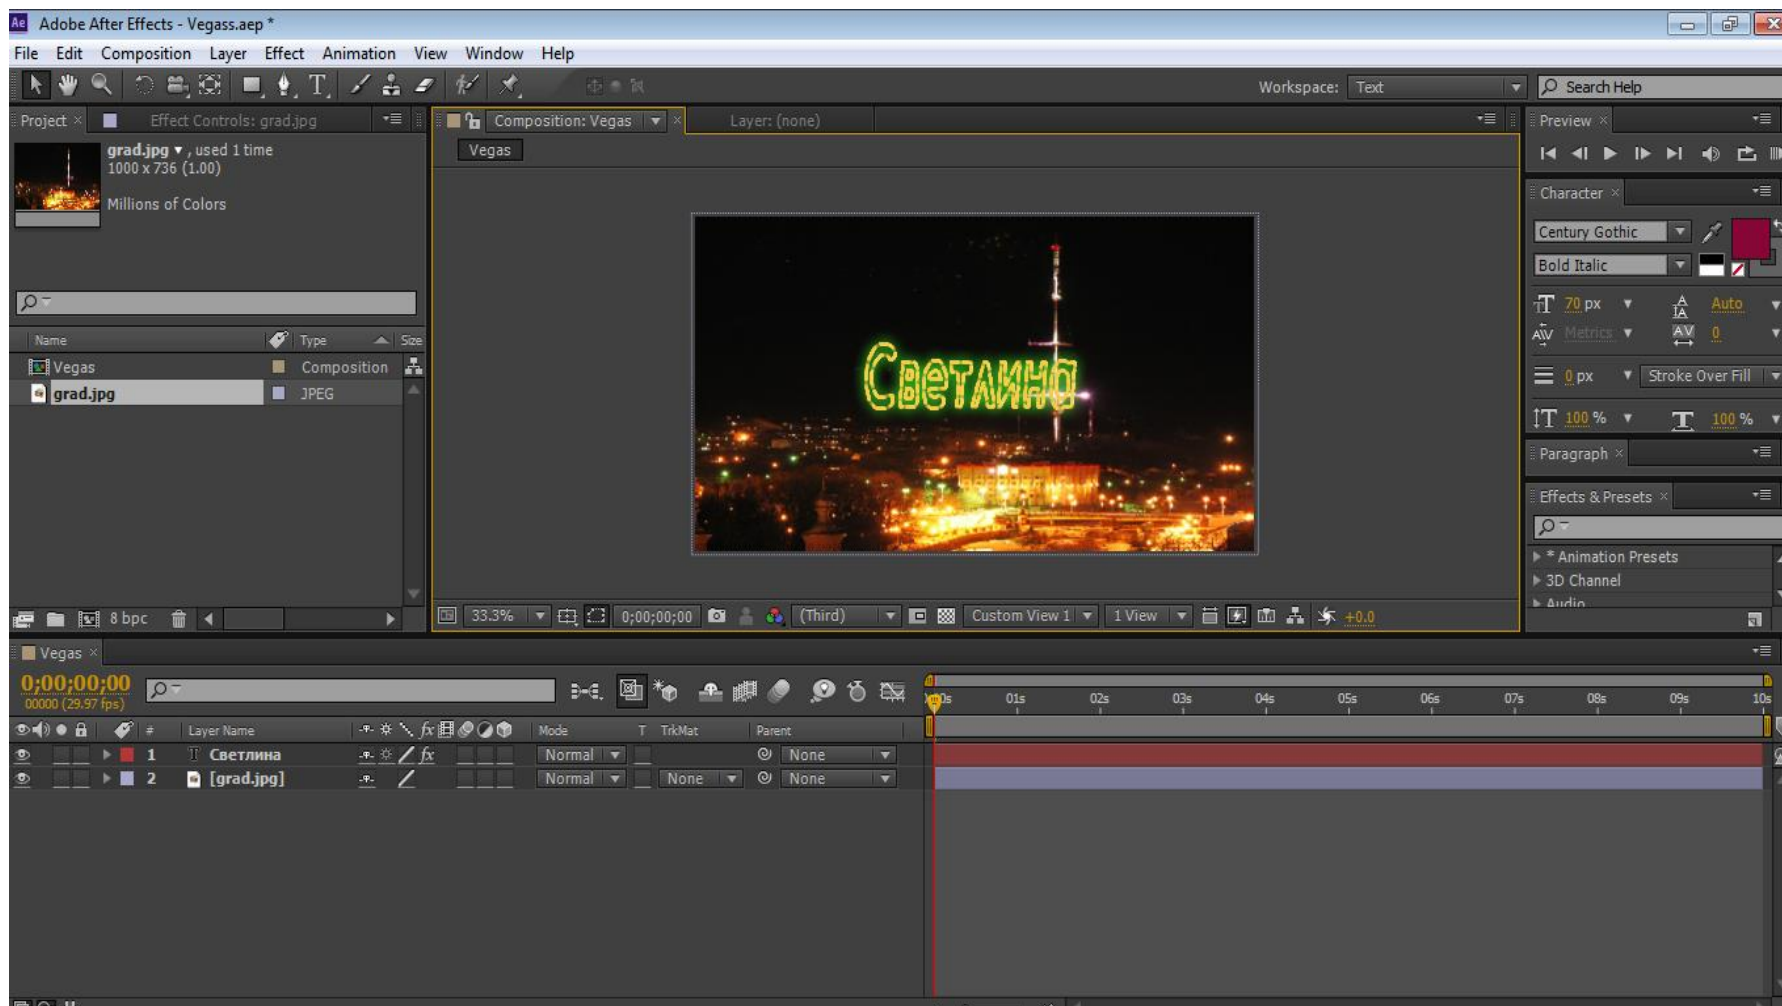 Ae Adobe After Effects - Vegass.aep *
File Edit Composition Layer Effect Animation View Window Help
T Workspace: Text Search Help
Project × Effect Controls: grad.jpg
grad.jpg , used 1 time
1000 x 736 (1.00)
Millions of Colors
Name Type Size
Vegas Composition
grad.jpg JPEG
8 bpc
Composition: Vegas × Layer: (none)
Vegas
Светлина
33.3% 0;00;00;00 (Third) Custom View 1 1 View +0.0
Preview ×
Character ×
Century Gothic
Bold Italic
70 px Auto
Metrics 0
0 px Stroke Over Fill
100 % 100 %
Paragraph ×
Effects & Presets ×
* Animation Presets
3D Channel
Audio
Vegas ×
0;00;00;00
00000 (29.97 fps)
01s 02s 03s 04s 05s 06s 07s 08s 09s 10s
# Layer Name fx Mode T TrkMat Parent
1 T Светлина fx Normal None
2 [grad.jpg] Normal None None